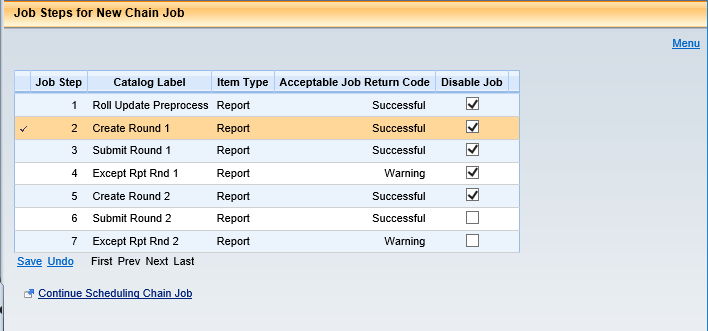 Job Steps for New Chain Job
Menu
Job Step Catalog Label Item Type Acceptable Job Return Code Disable Job
1 Roll Update Preprocess Report Successful
2 Create Round 1 Report Successful
3 Submit Round 1 Report Successful
4 Except Rpt Rnd 1 Report Warning
5 Create Round 2 Report Successful
6 Submit Round 2 Report Successful
7 Except Rpt Rnd 2 Report Warning
Save Undo First Prev Next Last
Continue Scheduling Chain Job